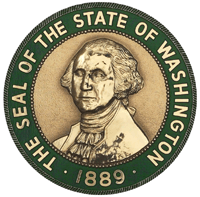 THE SEAL OF THE STATE OF WASHINGTON
1889